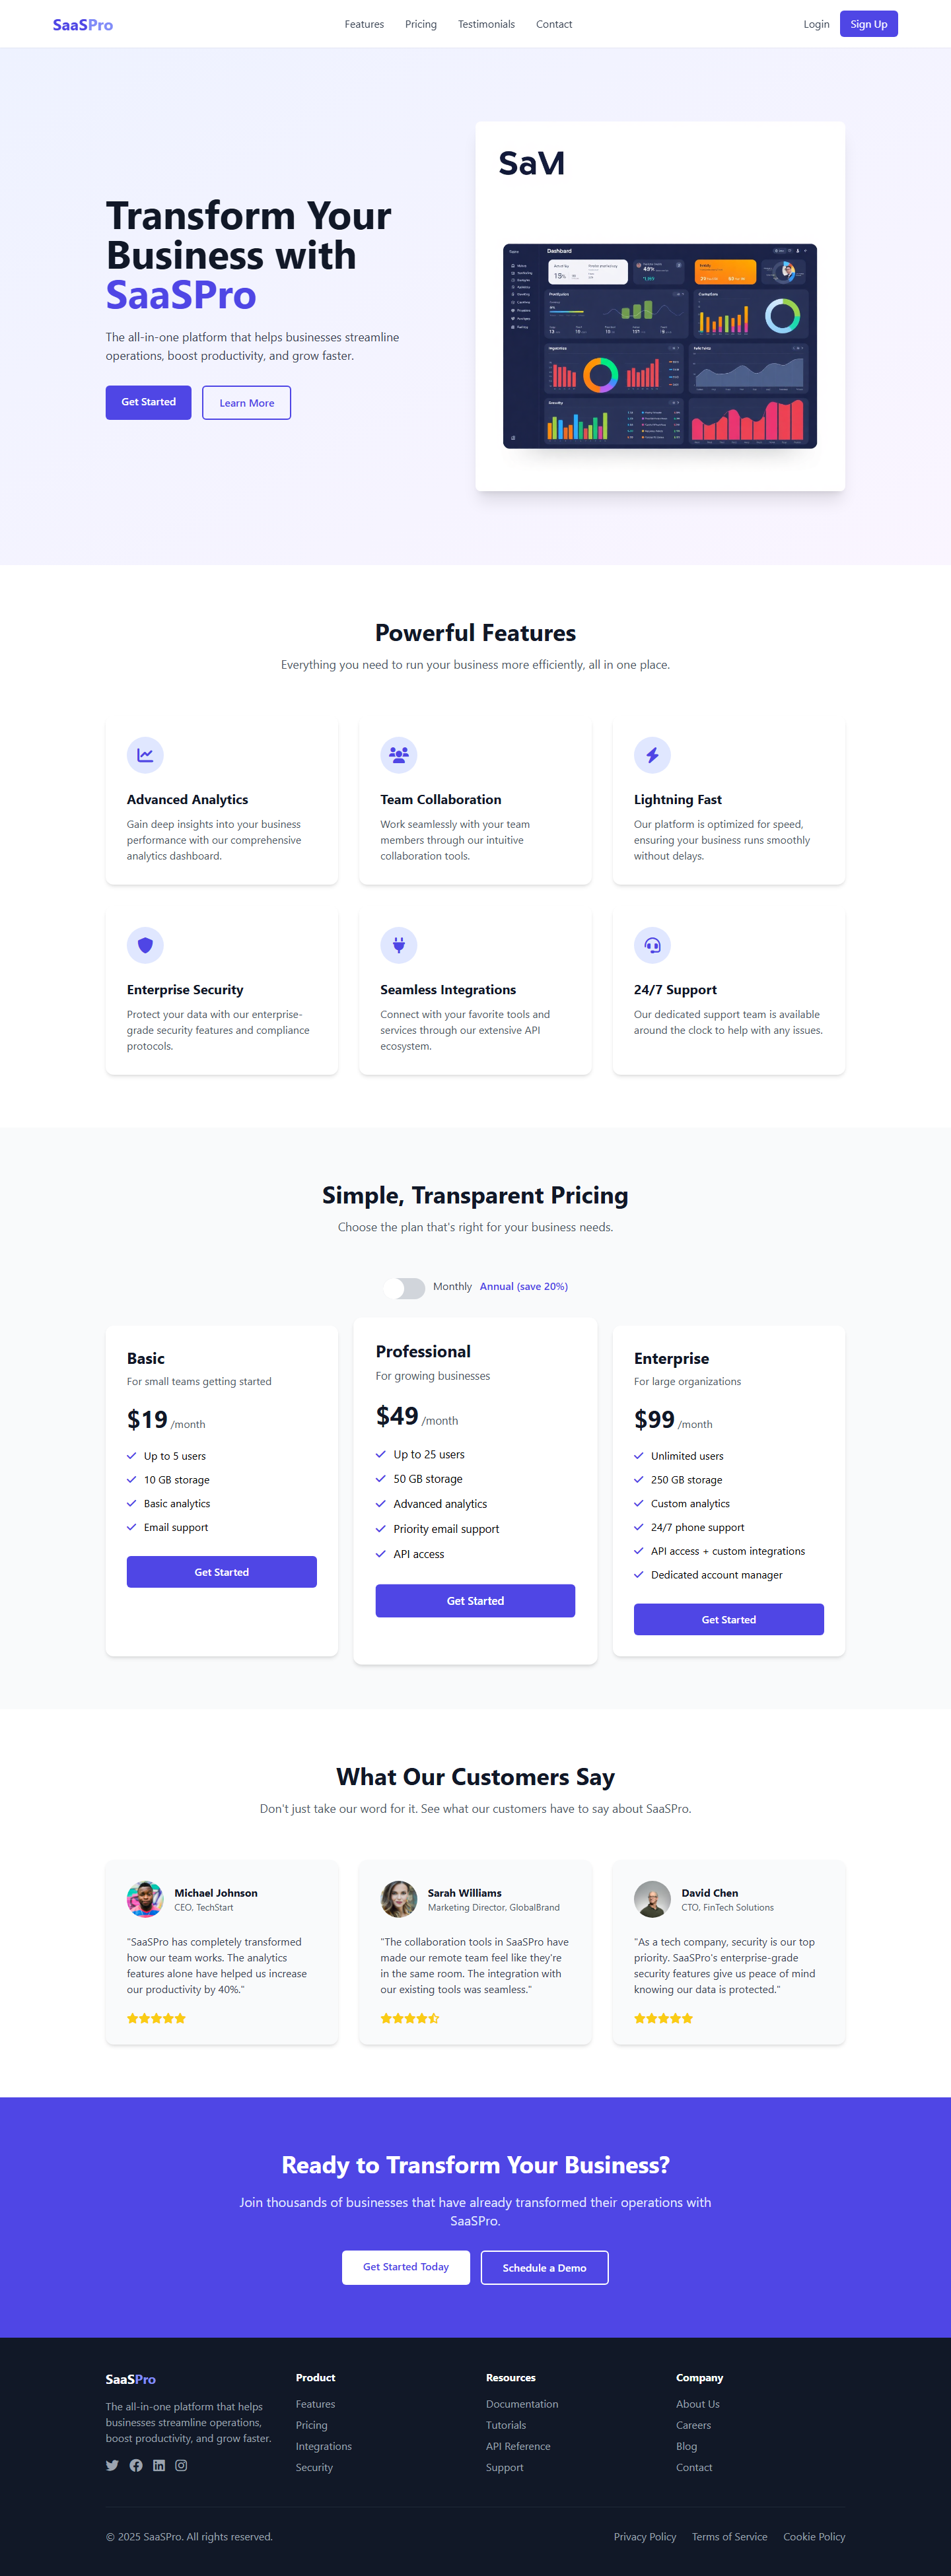 SaaSPro
Features Pricing Testimonials Contact
Login Sign Up
Transform Your
Business with
SaaSPro
The all-in-one platform that helps businesses streamline
operations, boost productivity, and grow faster.
Get Started Learn More
Dashboard
Powerful Features
Everything you need to run your business more efficiently, all in one place.
Advanced Analytics
Gain deep insights into your business
performance with our comprehensive
analytics dashboard.
Team Collaboration
Work seamlessly with your team
members through our intuitive
collaboration tools.
Lightning Fast
Our platform is optimized for speed,
ensuring your business runs smoothly
without delays.
Enterprise Security
Protect your data with our enterprise-
grade security features and compliance
protocols.
Seamless Integrations
Connect with your favorite tools and
services through our extensive API
ecosystem.
24/7 Support
Our dedicated support team is available
around the clock to help with any issues.
Simple, Transparent Pricing
Choose the plan that's right for your business needs.
Monthly Annual (save 20%)
Basic
For small teams getting started
$19 /month
Up to 5 users
10 GB storage
Basic analytics
Email support
Get Started
Professional
For growing businesses
$49 /month
Up to 25 users
50 GB storage
Advanced analytics
Priority email support
API access
Get Started
Enterprise
For large organizations
$99 /month
Unlimited users
250 GB storage
Custom analytics
24/7 phone support
API access + custom integrations
Dedicated account manager
Get Started
What Our Customers Say
Don't just take our word for it. See what our customers have to say about SaaSPro.
Michael Johnson
CEO, TechStart
"SaaSPro has completely transformed
how our team works. The analytics
features alone have helped us increase
our productivity by 40%."
Sarah Williams
Marketing Director, GlobalBrand
"The collaboration tools in SaaSPro have
made our remote team feel like they're
in the same room. The integration with
our existing tools was seamless."
David Chen
CTO, FinTech Solutions
"As a tech company, security is our top
priority. SaaSPro's enterprise-grade
security features give us peace of mind
knowing our data is protected."
Ready to Transform Your Business?
Join thousands of businesses that have already transformed their operations with
SaaSPro.
Get Started Today Schedule a Demo
SaaSPro
The all-in-one platform that helps
businesses streamline operations,
boost productivity, and grow faster.
Product
Features
Pricing
Integrations
Security
Resources
Documentation
Tutorials
API Reference
Support
Company
About Us
Careers
Blog
Contact
© 2025 SaaSPro. All rights reserved.
Privacy Policy Terms of Service Cookie Policy